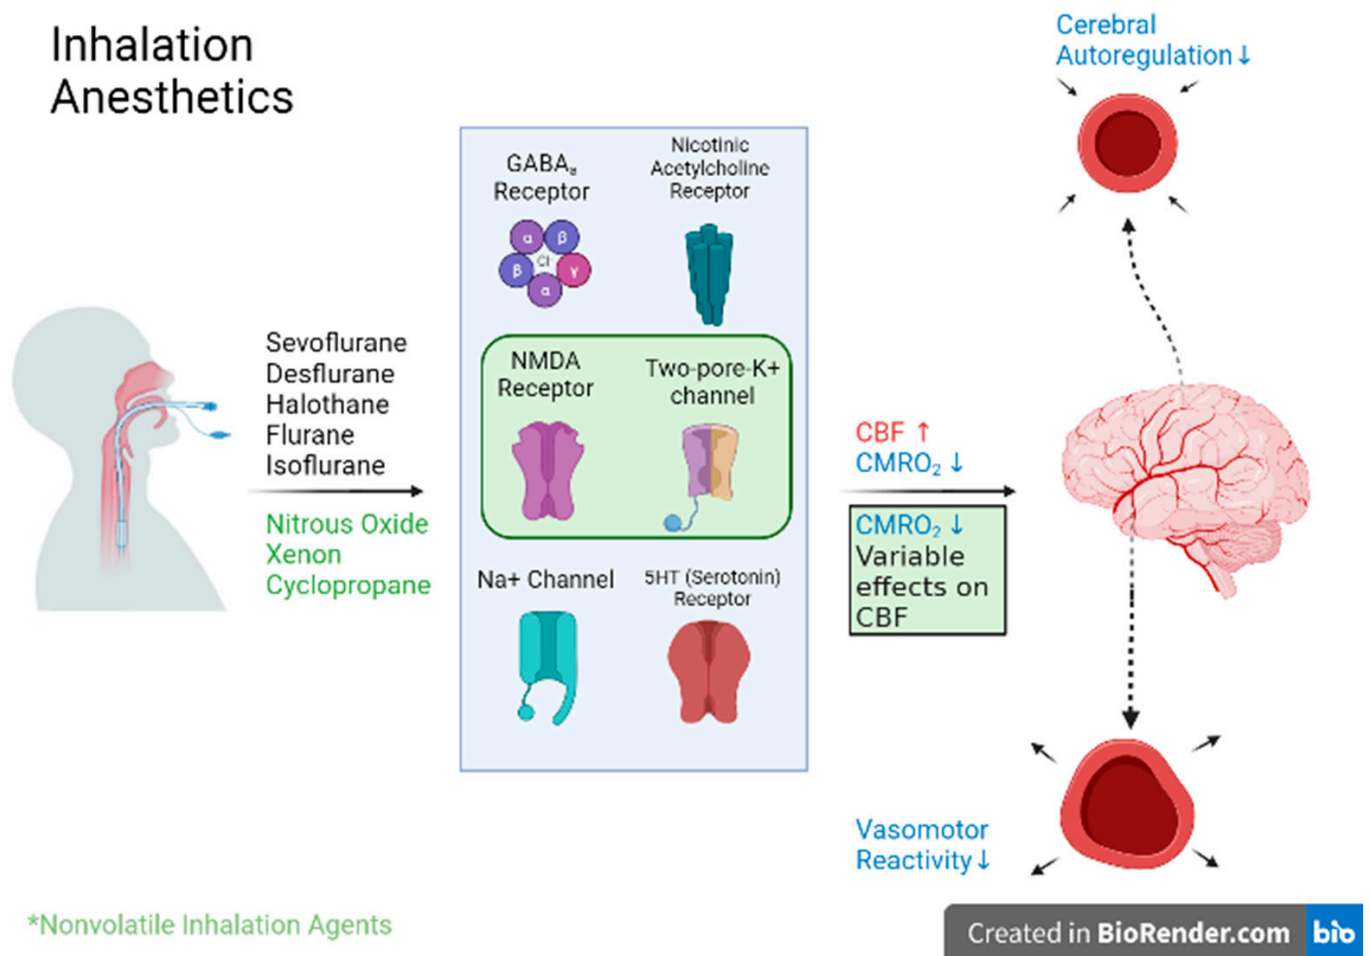 Inhalation
Anesthetics
Sevoflurane
Desflurane
Halothane
Flurane
Isoflurane
Nitrous Oxide
Xenon
Cyclopropane
GABAₐ
Receptor
α β
β Cl γ
α
Nicotinic
Acetylcholine
Receptor
NMDA
Receptor
Two-pore-K+
channel
Na+ Channel
5HT (Serotonin)
Receptor
CBF ↑
CMRO₂ ↓
CMRO₂ ↓
Variable
effects on
CBF
Cerebral
Autoregulation ↓
Vasomotor
Reactivity ↓
*Nonvolatile Inhalation Agents
Created in BioRender.com bio